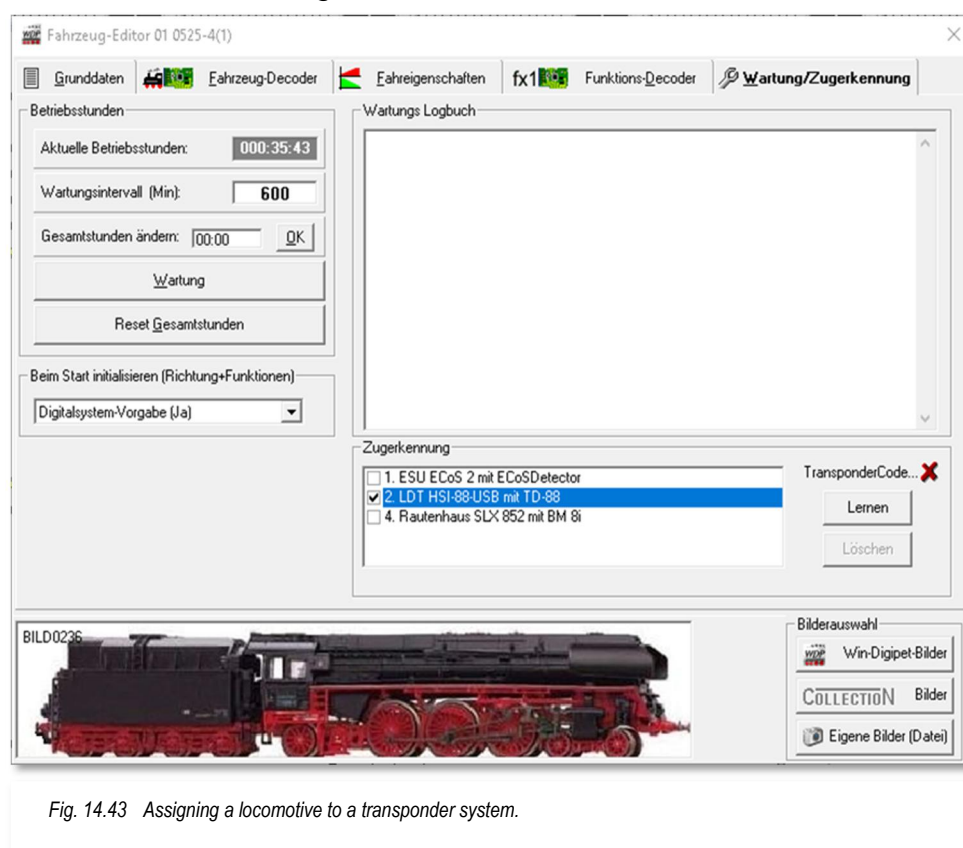 Fahrzeug-Editor 01 0525-4(1)
Grunddaten Fahrzeug-Decoder Fahreigenschaften fx1 Funktions-Decoder Wartung/Zugerkennung
Betriebsstunden
Aktuelle Betriebsstunden: 000:35:43
Wartungsintervall (Min): 600
Gesamtstunden ändern: 00:00 OK
Wartung
Reset Gesamtstunden
Beim Start initialisieren (Richtung+Funktionen)
Digitalsystem-Vorgabe (Ja)
Wartungs Logbuch
Zugerkennung
1. ESU ECoS 2 mit ECoSDetector
2. LDT HSI-88-USB mit TD-88
4. Rautenhaus SLX 852 mit BM 8i
TransponderCode...
Lernen
Löschen
BILD0236
Bilderauswahl
WDP Win-Digipet-Bilder
COLLECTION Bilder
Eigene Bilder (Datei)
Fig. 14.43 Assigning a locomotive to a transponder system.